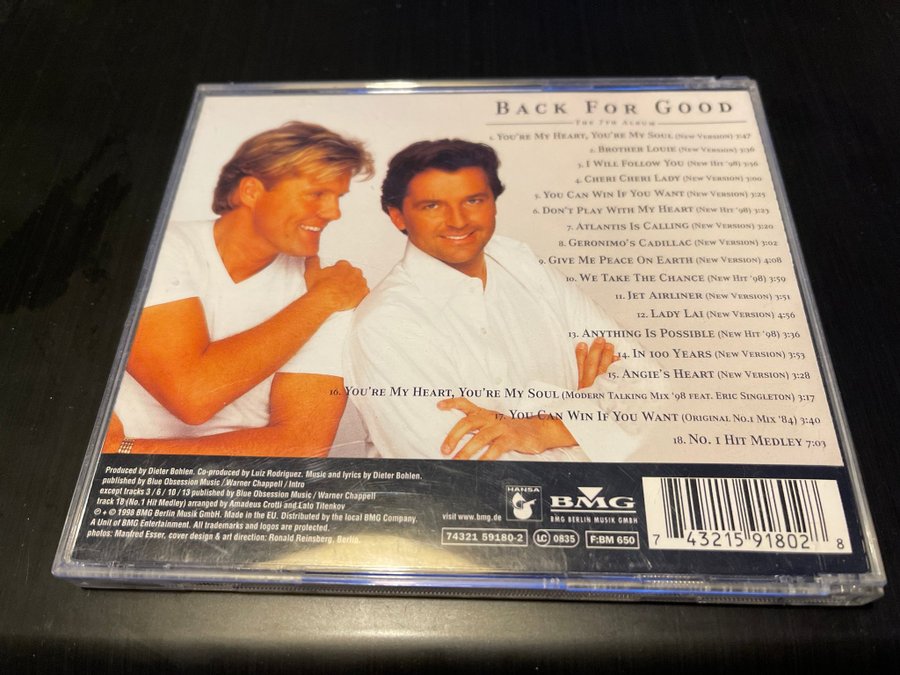 BACK FOR GOOD
THE 7TH ALBUM
1. YOU'RE MY HEART, YOU'RE MY SOUL (NEW VERSION) 3:47
2. BROTHER LOUIE (NEW VERSION) 3:36
3. I WILL FOLLOW YOU (NEW HIT '98) 3:56
4. CHERI CHERI LADY (NEW VERSION) 3:00
5. YOU CAN WIN IF YOU WANT (NEW VERSION) 3:25
6. DON'T PLAY WITH MY HEART (NEW HIT '98) 3:23
7. ATLANTIS IS CALLING (NEW VERSION) 3:20
8. GERONIMO'S CADILLAC (NEW VERSION) 3:02
9. GIVE ME PEACE ON EARTH (NEW VERSION) 4:08
10. WE TAKE THE CHANCE (NEW HIT '98) 3:59
11. JET AIRLINER (NEW VERSION) 3:51
12. LADY LAI (NEW VERSION) 4:56
13. ANYTHING IS POSSIBLE (NEW HIT '98) 3:36
14. IN 100 YEARS (NEW VERSION) 3:53
15. ANGIE'S HEART (NEW VERSION) 3:28
16. YOU'RE MY HEART, YOU'RE MY SOUL (MODERN TALKING MIX '98 FEAT. ERIC SINGLETON) 3:17
17. YOU CAN WIN IF YOU WANT (ORIGINAL NO.1 MIX '84) 3:40
18. NO. 1 HIT MEDLEY 7:03
Produced by Dieter Bohlen. Co-produced by Luiz Rodriguez. Music and lyrics by Dieter Bohlen.
published by Blue Obsession Music / Warner Chappell / Intro
except tracks 3 / 6 / 10 / 13 published by Blue Obsession Music / Warner Chappell
track 18 (No.1 Hit Medley) arranged by Amadeus Crotti and Lato Titenkov
℗ + © 1998 BMG Berlin Musik GmbH. Made in the EU. Distributed by the local BMG Company.
A Unit of BMG Entertainment. All trademarks and logos are protected.
photos: Manfred Esser, cover design & art direction: Ronald Reinsberg, Berlin.
visit www.bmg.de
HANSA
BMG
BMG BERLIN MUSIK GMBH
74321 59180-2
LC 0835
F:BM 650
7 43215 91802 8